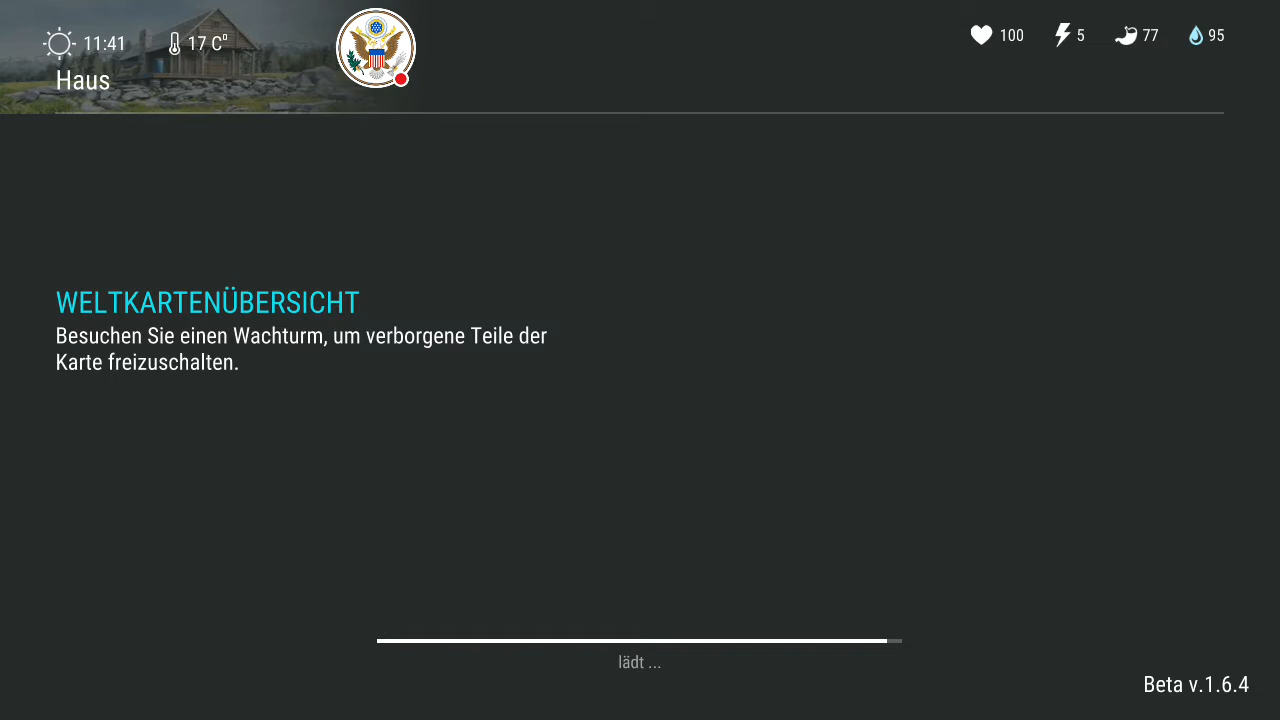 11:41
17 C°
Haus
100
5
77
95
WELTKARTENÜBERSICHT
Besuchen Sie einen Wachturm, um verborgene Teile der
Karte freizuschalten.
lädt ...
Beta v.1.6.4